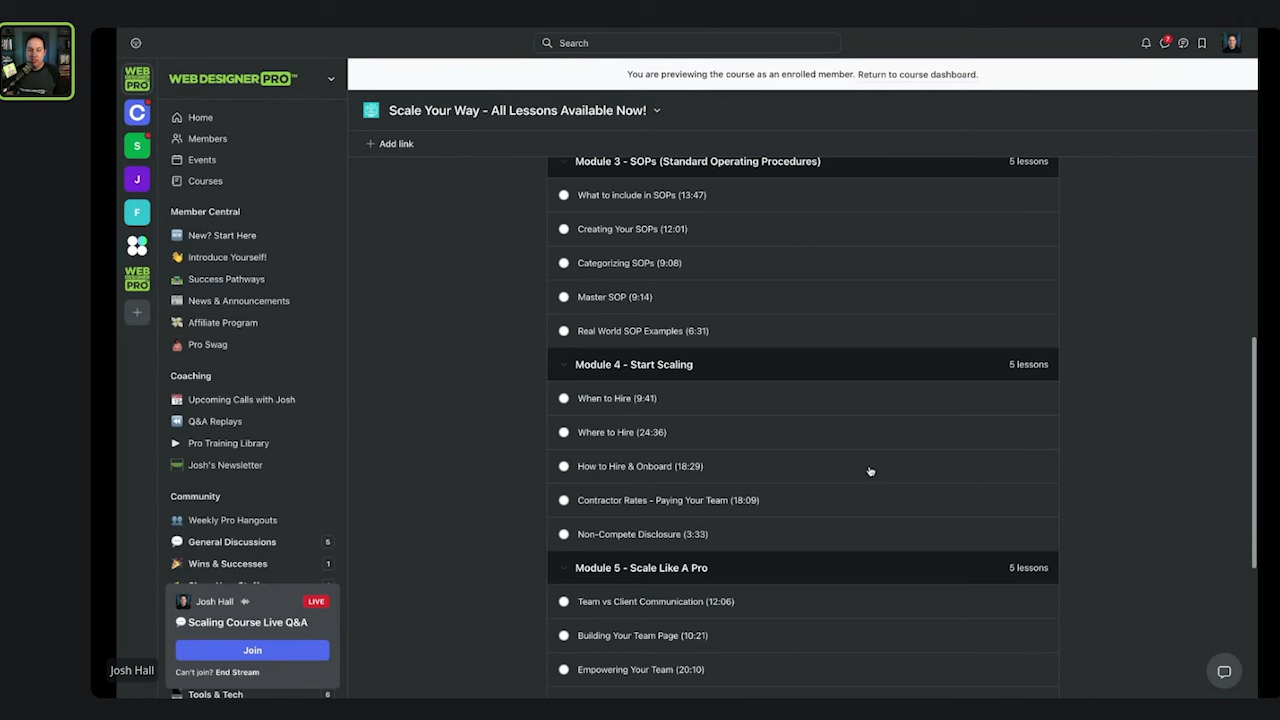 Search
7
WEB DESIGNER PRO
WEB DESIGNER PRO™
You are previewing the course as an enrolled member. Return to course dashboard.
C
S
J
F
WEB DESIGNER PRO
Scale Your Way - All Lessons Available Now!
Add link
Home
Members
Events
Courses
Member Central
New? Start Here
Introduce Yourself!
Success Pathways
News & Announcements
Affiliate Program
Pro Swag
Coaching
Upcoming Calls with Josh
Q&A Replays
Pro Training Library
Josh's Newsletter
Community
Weekly Pro Hangouts
General Discussions 5
Wins & Successes 1
Josh Hall LIVE
Scaling Course Live Q&A
Join
Can't join? End Stream
Tools & Tech 6
Josh Hall
Module 3 - SOPs (Standard Operating Procedures) 5 lessons
What to include in SOPs (13:47)
Creating Your SOPs (12:01)
Categorizing SOPs (9:08)
Master SOP (9:14)
Real World SOP Examples (6:31)
Module 4 - Start Scaling 5 lessons
When to Hire (9:41)
Where to Hire (24:36)
How to Hire & Onboard (18:29)
Contractor Rates - Paying Your Team (18:09)
Non-Compete Disclosure (3:33)
Module 5 - Scale Like A Pro 5 lessons
Team vs Client Communication (12:06)
Building Your Team Page (10:21)
Empowering Your Team (20:10)